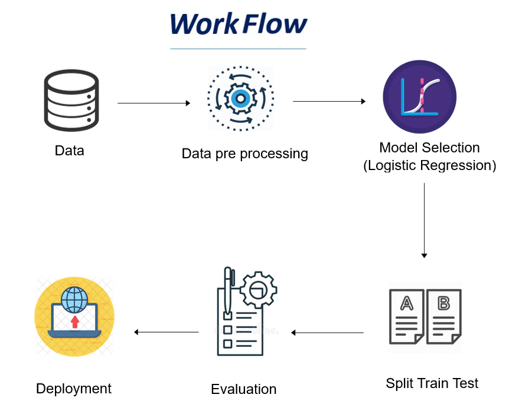 Work Flow
Data
Data pre processing
Model Selection
(Logistic Regression)
A B
Split Train Test
Evaluation
Deployment